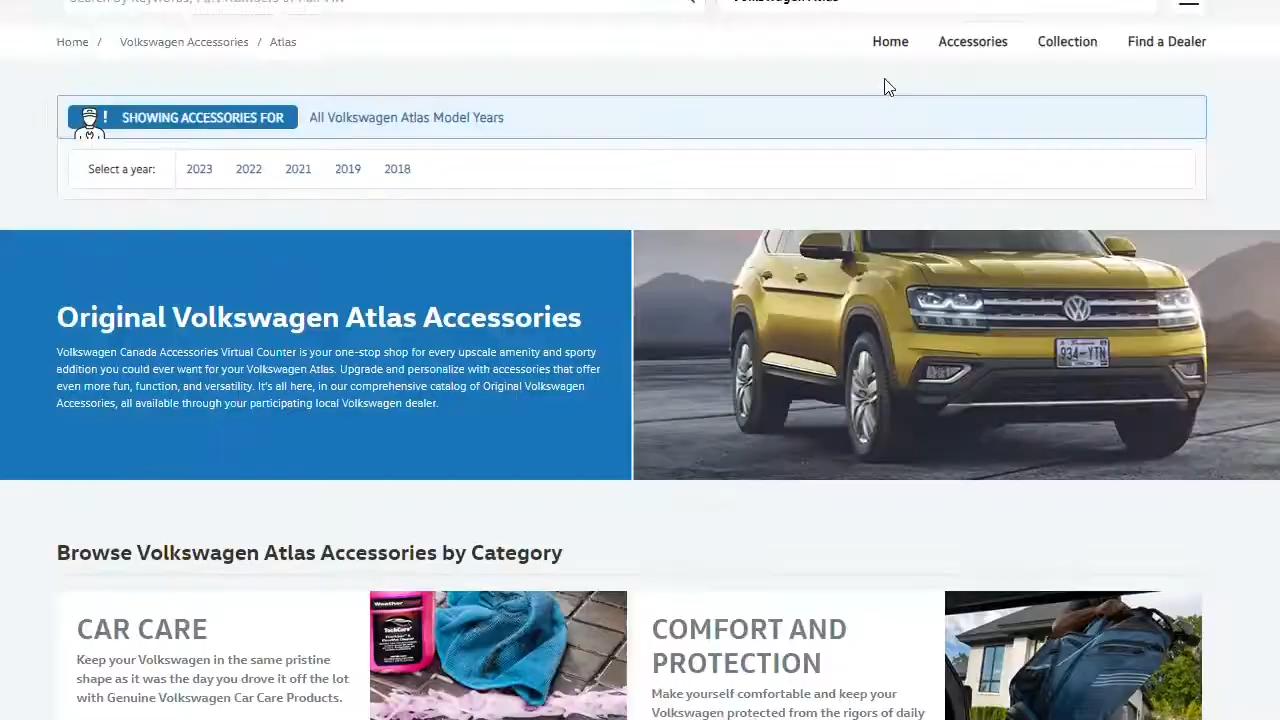 Home / Volkswagen Accessories / Atlas
Home Accessories Collection Find a Dealer
! SHOWING ACCESSORIES FOR All Volkswagen Atlas Model Years
Select a year: 2023 2022 2021 2019 2018
Original Volkswagen Atlas Accessories
Volkswagen Canada Accessories Virtual Counter is your one-stop shop for every upscale amenity and sporty
addition you could ever want for your Volkswagen Atlas. Upgrade and personalize with accessories that offer
even more fun, function, and versatility. It's all here, in our comprehensive catalog of Original Volkswagen
Accessories, all available through your participating local Volkswagen dealer.
934-YTN
Browse Volkswagen Atlas Accessories by Category
CAR CARE
Keep your Volkswagen in the same pristine
shape as it was the day you drove it off the lot
with Genuine Volkswagen Car Care Products.
Weather
TechCare
COMFORT AND
PROTECTION
Make yourself comfortable and keep your
Volkswagen protected from the rigors of daily